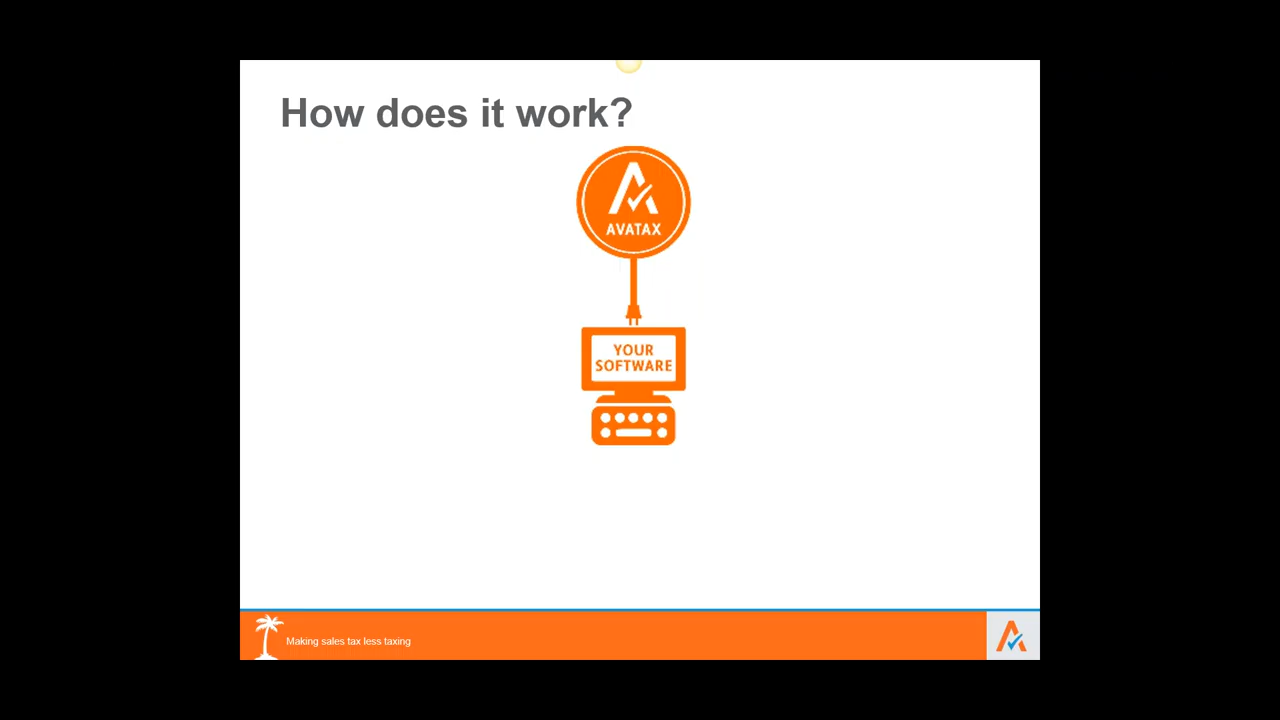 How does it work?
AVATAX
YOUR
SOFTWARE
Making sales tax less taxing